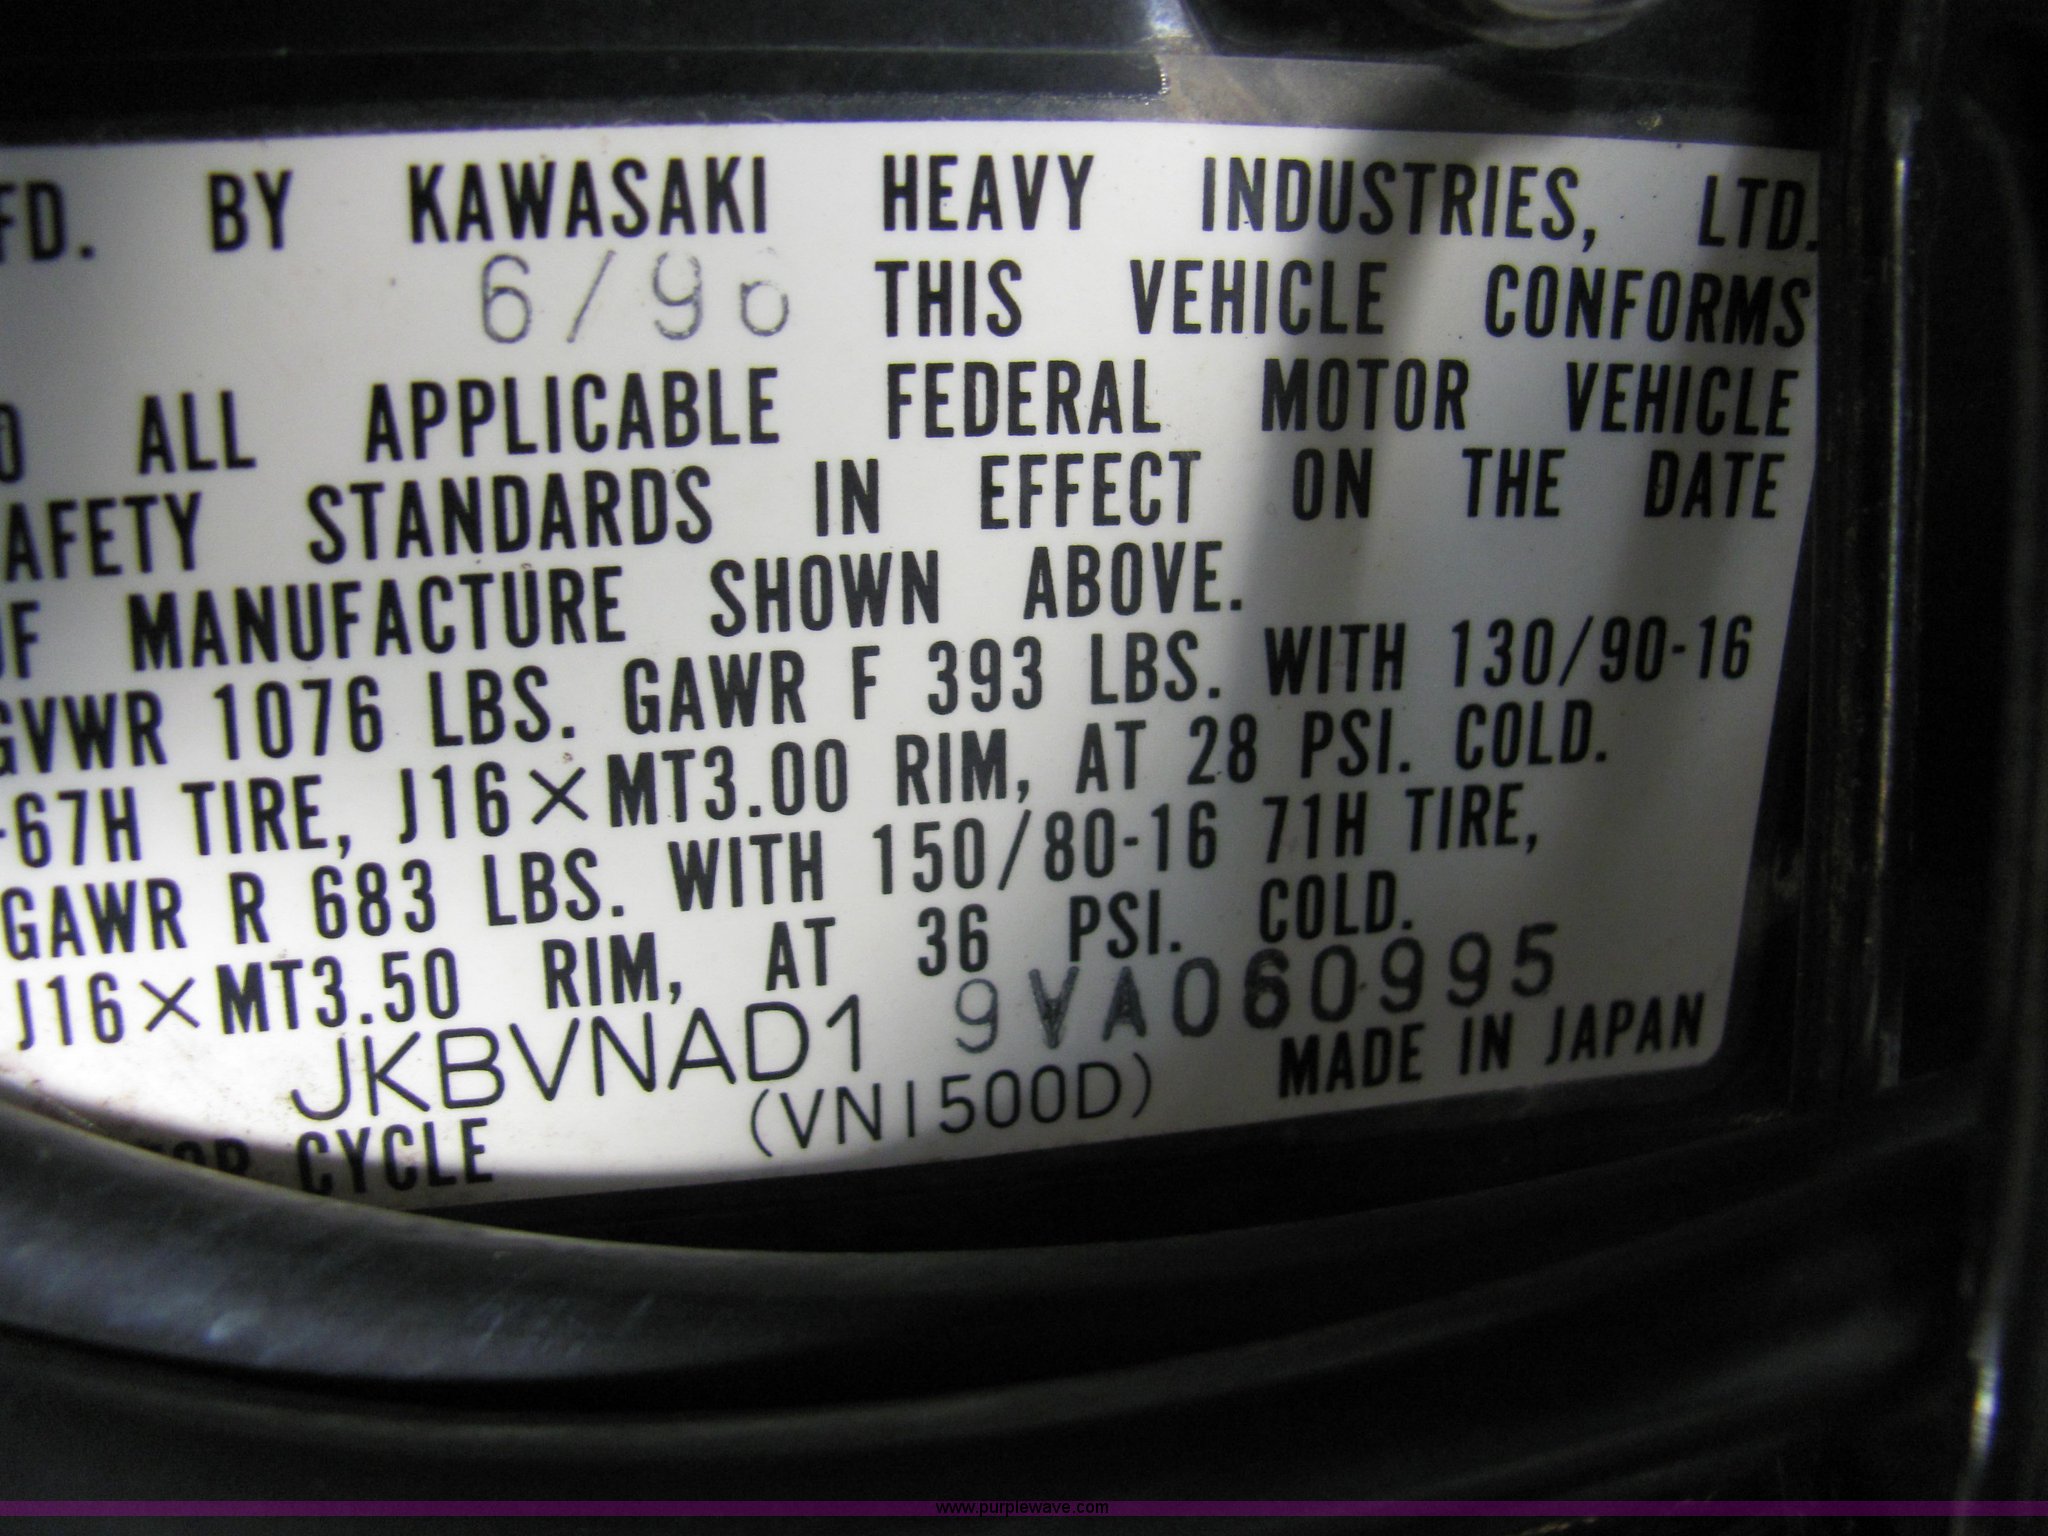 FD. BY KAWASAKI HEAVY INDUSTRIES, LTD.
6/96 THIS VEHICLE CONFORMS
O ALL APPLICABLE FEDERAL MOTOR VEHICLE
AFETY STANDARDS IN EFFECT ON THE DATE
OF MANUFACTURE SHOWN ABOVE.
GVWR 1076 LBS. GAWR F 393 LBS. WITH 130/90-16
-67H TIRE, J16×MT3.00 RIM, AT 28 PSI. COLD.
GAWR R 683 LBS. WITH 150/80-16 71H TIRE,
J16×MT3.50 RIM, AT 36 PSI. COLD.
JKBVNAD1 9VA060995
TOR CYCLE (VN1500D) MADE IN JAPAN
www.purplewave.com